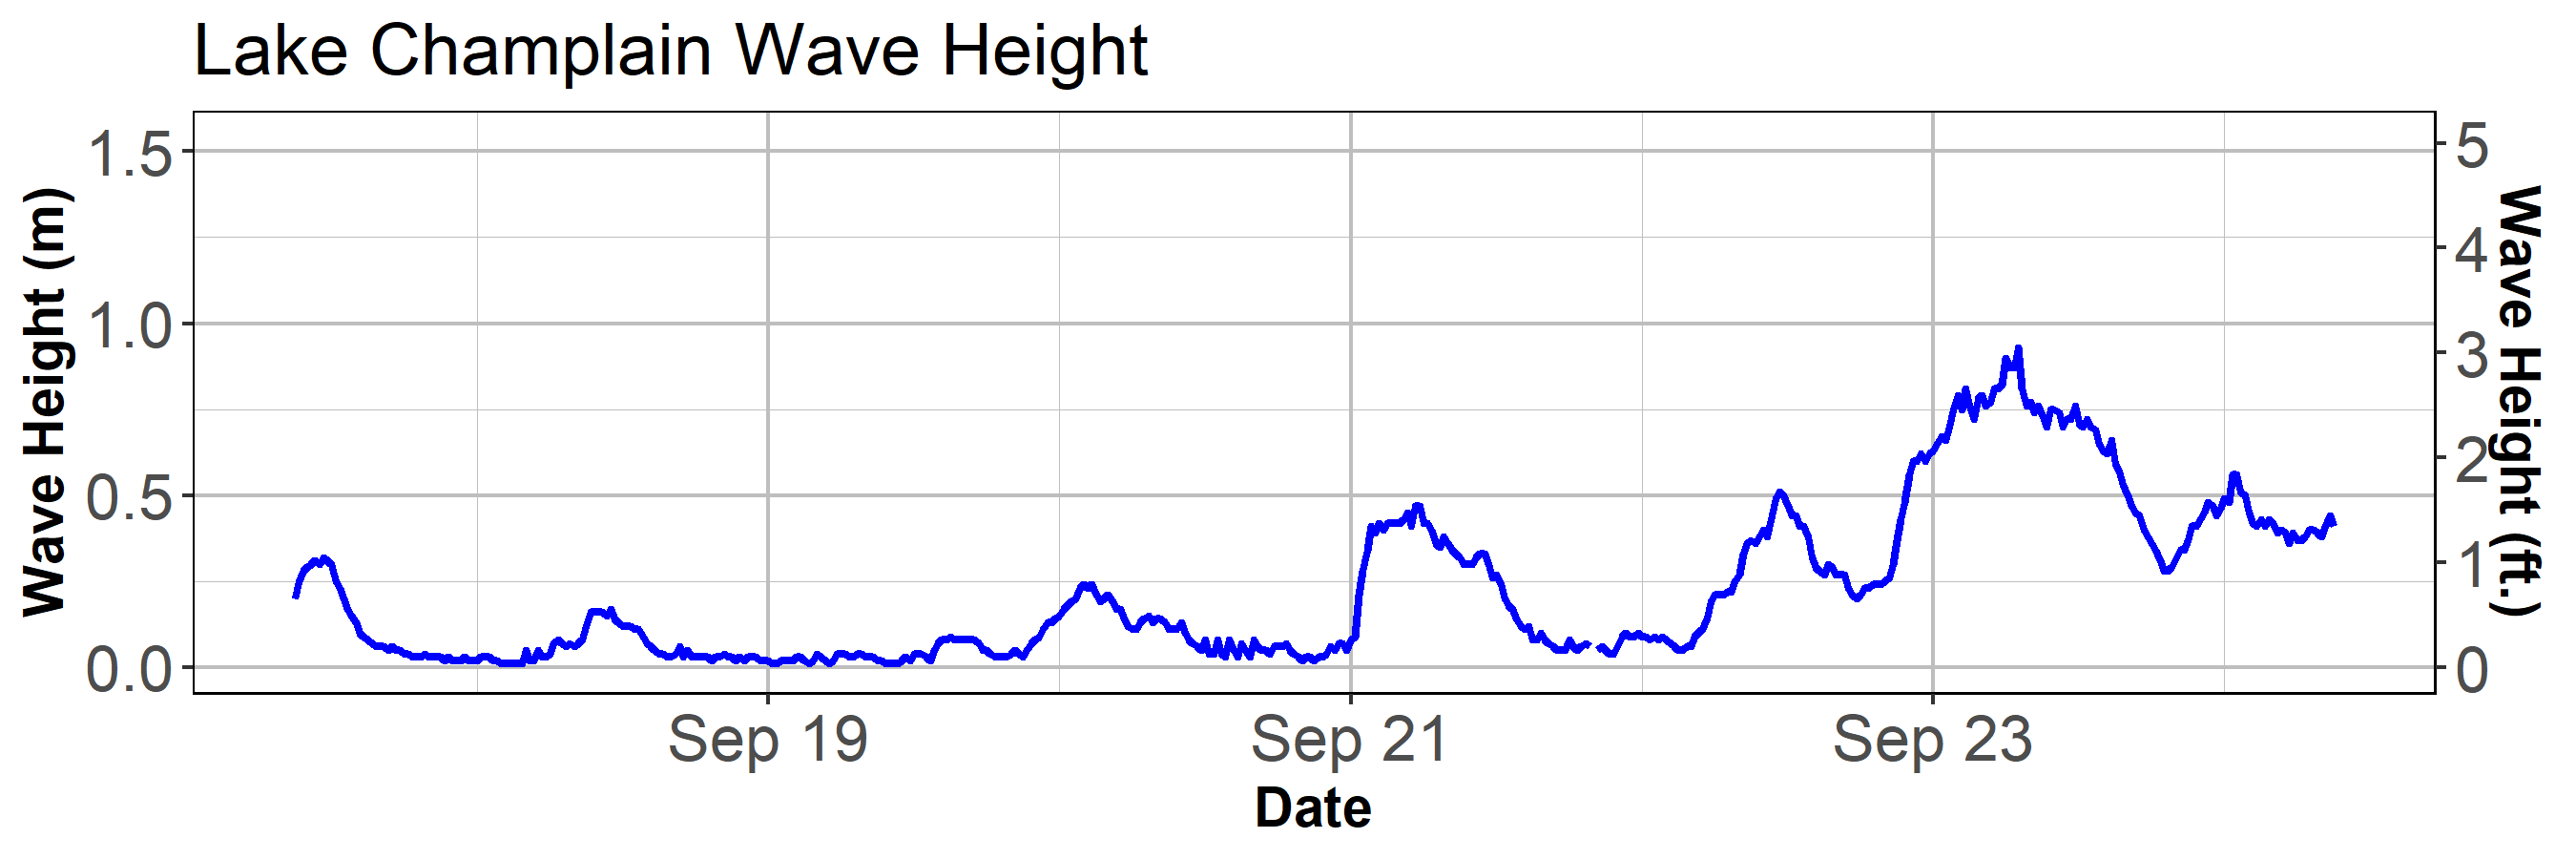 Lake Champlain Wave Height
Wave Height (m)
1.5
1.0
0.5
0.0
5
4
3
2
1
0
Wave Height (ft.)
Sep 19
Sep 21
Sep 23
Date